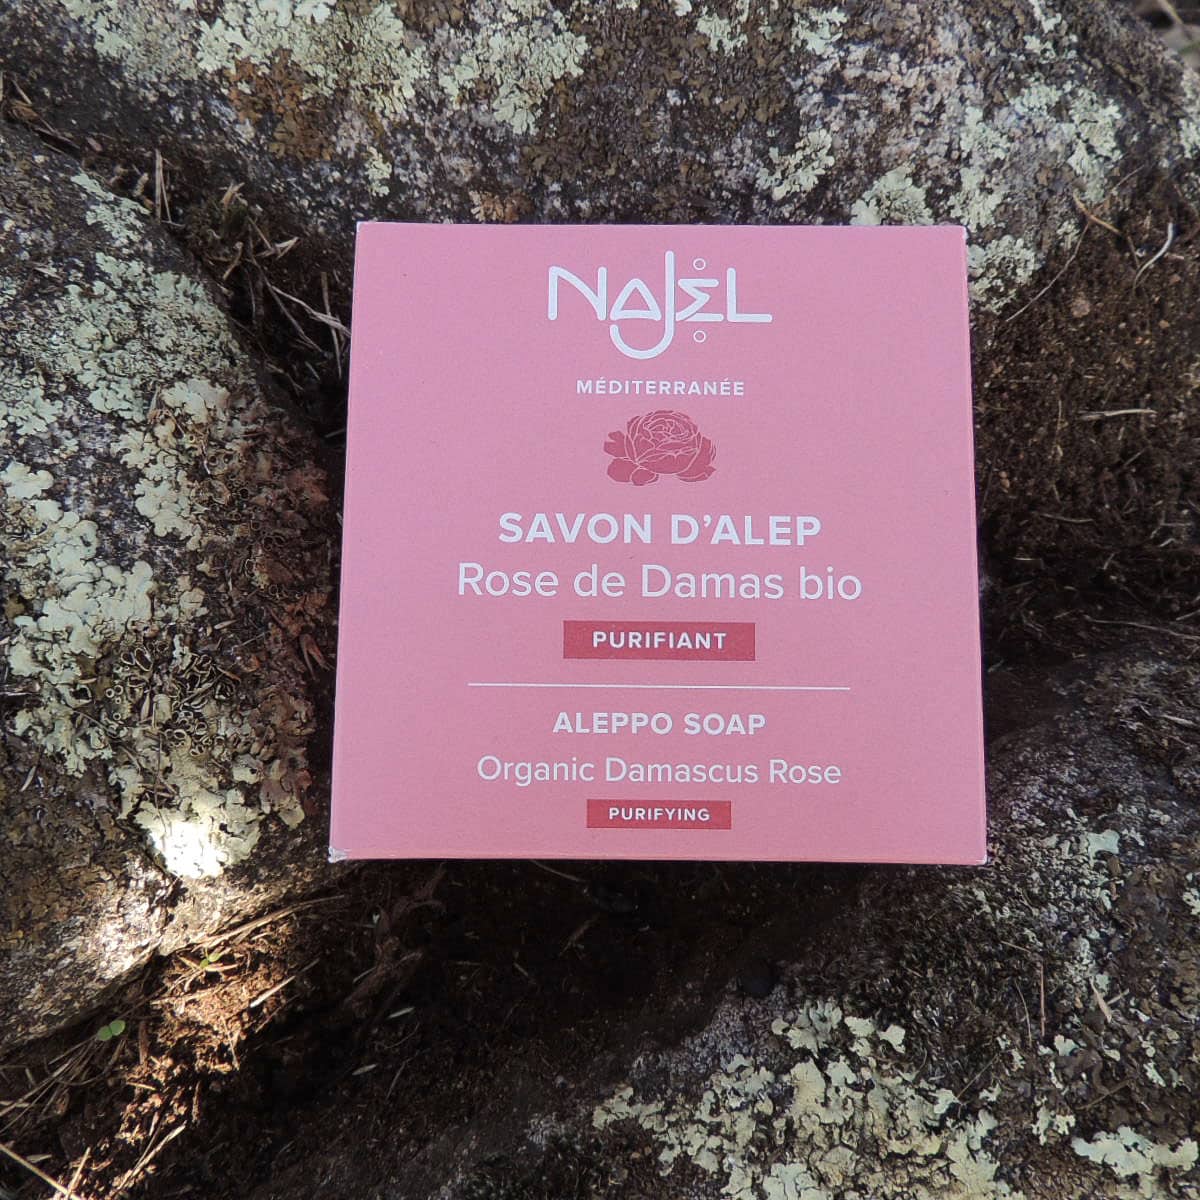 NAJEL
MÉDITERRANÉE
SAVON D'ALEP
Rose de Damas bio
PURIFIANT
ALEPPO SOAP
Organic Damascus Rose
PURIFYING